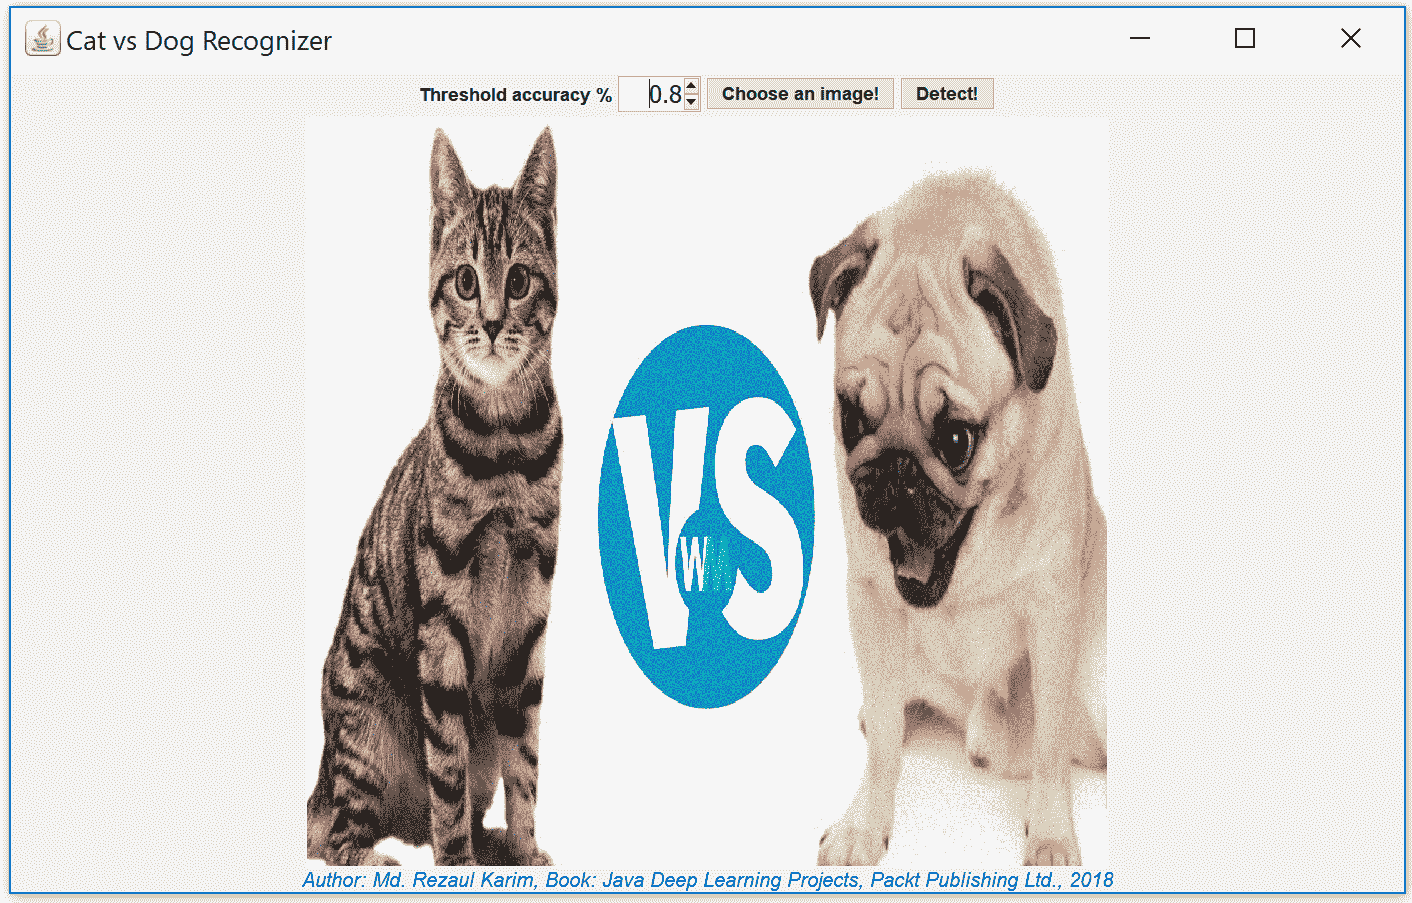 Cat vs Dog Recognizer
Threshold accuracy % 0.8 Choose an image! Detect!
VS
W
Author: Md. Rezaul Karim, Book: Java Deep Learning Projects, Packt Publishing Ltd., 2018